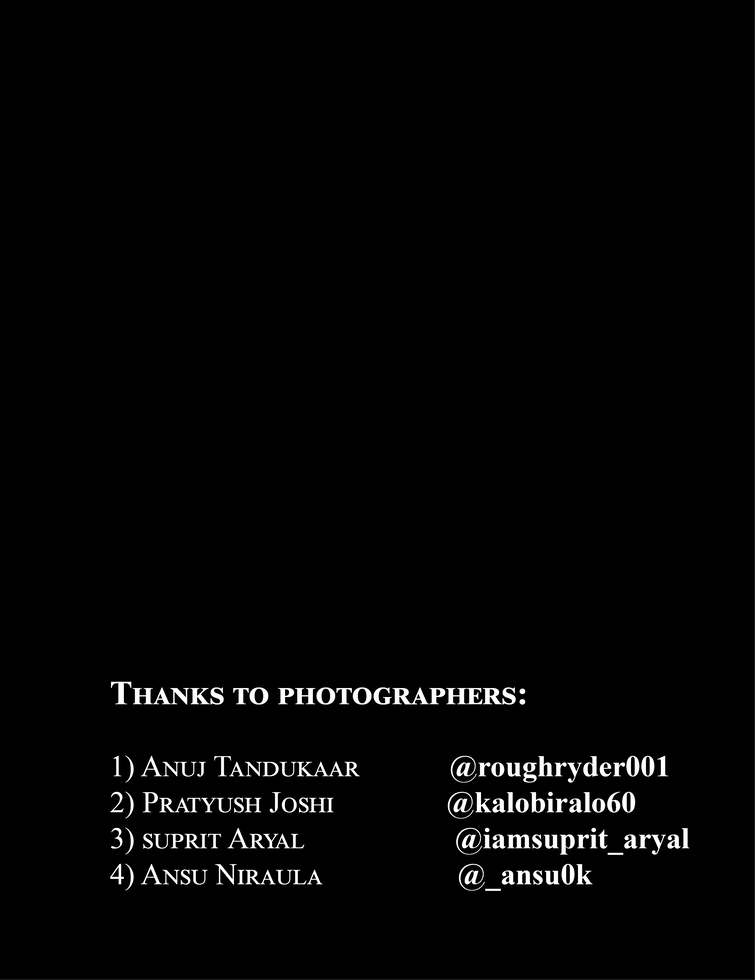 Thanks to photographers:
1) Anuj Tandukaar @roughryder001
2) Pratyush Joshi @kalobiralo60
3) suprit Aryal @iamsuprit_aryal
4) Ansu Niraula @_ansu0k